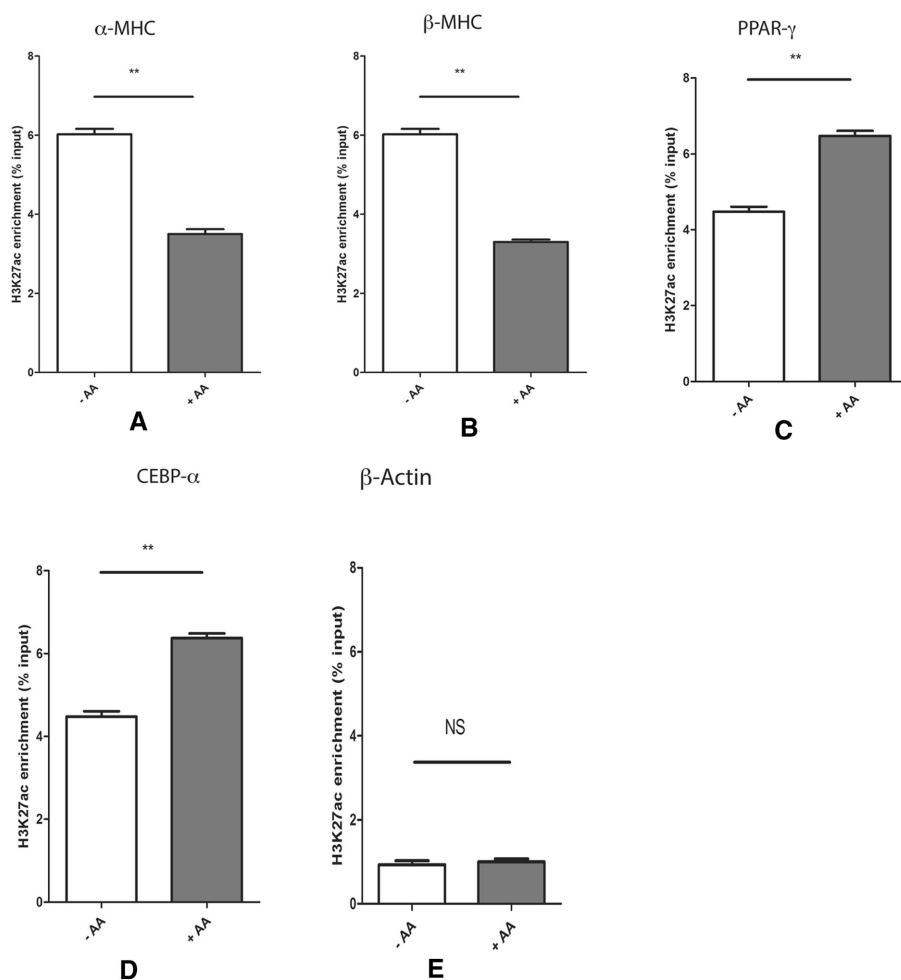 α-MHC
**
H3K27ac enrichment (% input)
8
6
4
2
0
- AA
+ AA
A
β-MHC
**
H3K27ac enrichment (% input)
8
6
4
2
0
- AA
+ AA
B
PPAR-γ
**
H3K27ac enrichment (% input)
8
6
4
2
0
- AA
+ AA
C
CEBP-α
**
H3K27ac enrichment (% input)
8
6
4
2
0
- AA
+ AA
D
β-Actin
NS
H3K27ac enrichment (% input)
8
6
4
2
0
- AA
+ AA
E